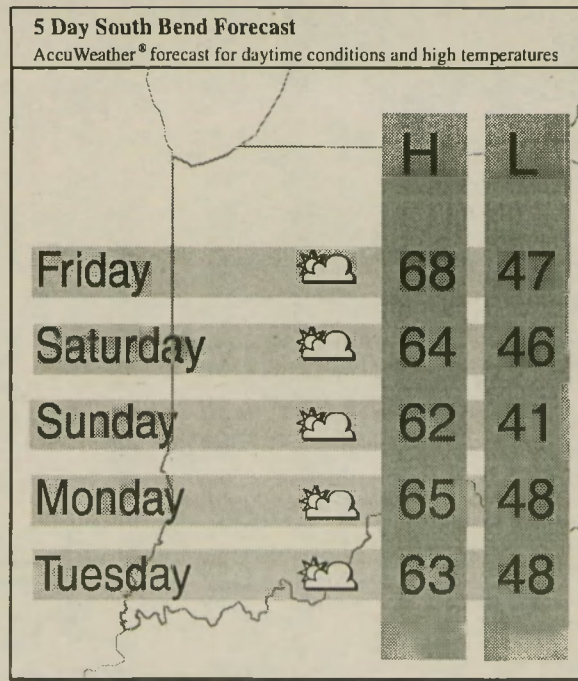 5 Day South Bend Forecast
AccuWeather® forecast for daytime conditions and high temperatures
H L
Friday 68 47
Saturday 64 46
Sunday 62 41
Monday 65 48
Tuesday 63 48